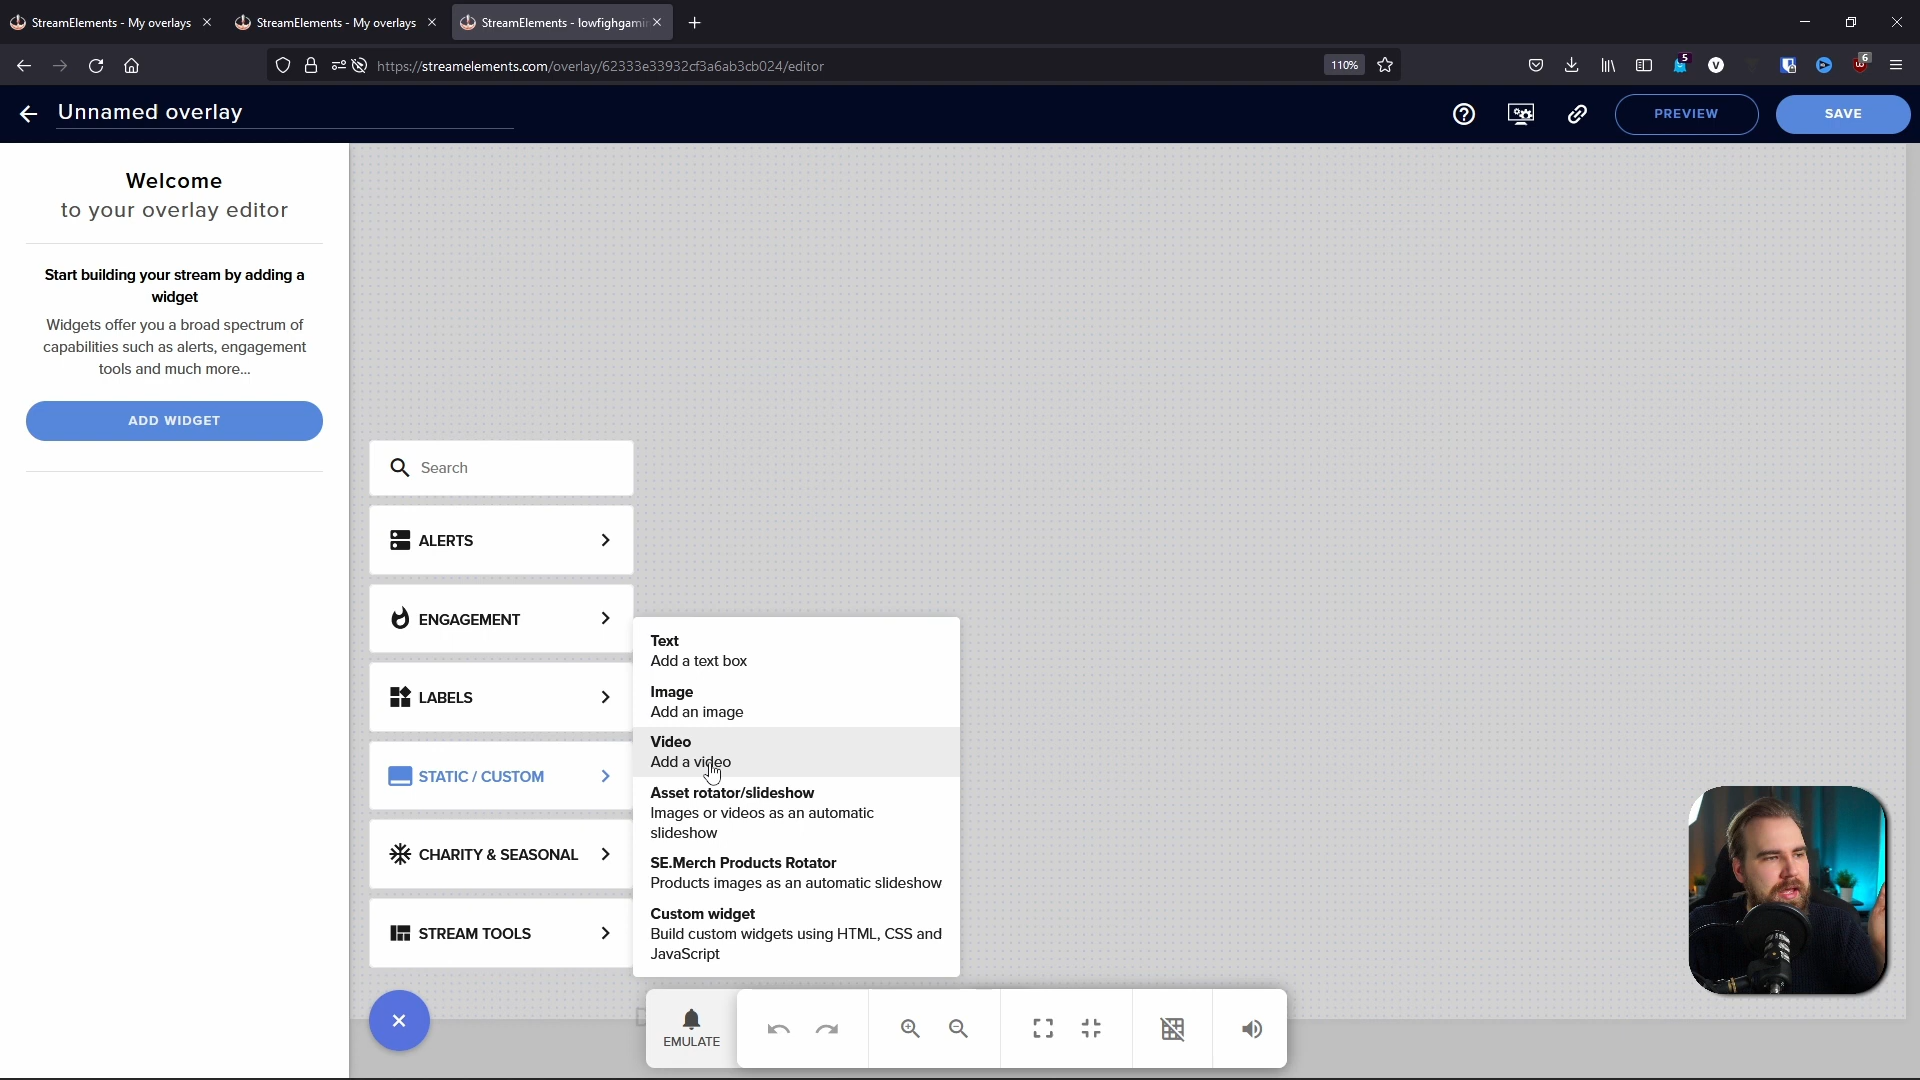 StreamElements - My overlays
StreamElements - My overlays
StreamElements - lowfighgami
https://streamelements.com/overlay/62333e33932cf3a6ab3cb024/editor
110%
5
V
6
Unnamed overlay
PREVIEW
SAVE
Welcome
to your overlay editor
Start building your stream by adding a
widget
Widgets offer you a broad spectrum of
capabilities such as alerts, engagement
tools and much more...
ADD WIDGET
Search
ALERTS
ENGAGEMENT
LABELS
STATIC / CUSTOM
CHARITY & SEASONAL
STREAM TOOLS
Text
Add a text box
Image
Add an image
Video
Add a video
Asset rotator/slideshow
Images or videos as an automatic
slideshow
SE.Merch Products Rotator
Products images as an automatic slideshow
Custom widget
Build custom widgets using HTML, CSS and
JavaScript
EMULATE